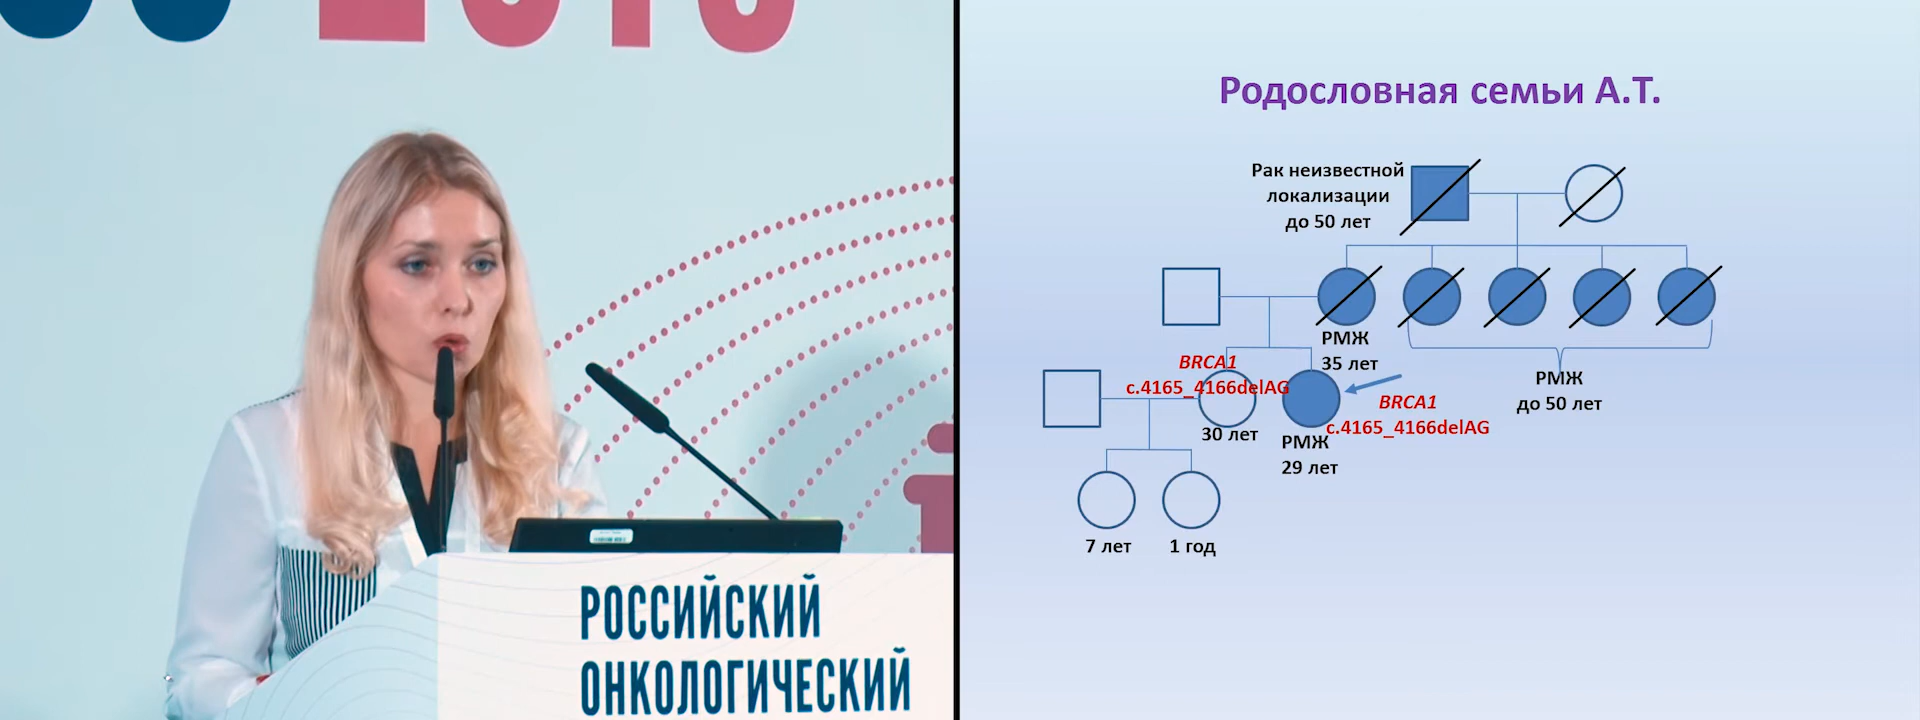 РОССИЙСКИЙ
ОНКОЛОГИЧЕСКИЙ
Родословная семьи А.Т.
Рак неизвестной
локализации
до 50 лет
РМЖ
35 лет
РМЖ
до 50 лет
BRCA1
c.4165_4166delAG
30 лет
РМЖ
29 лет
BRCA1
c.4165_4166delAG
7 лет
1 год